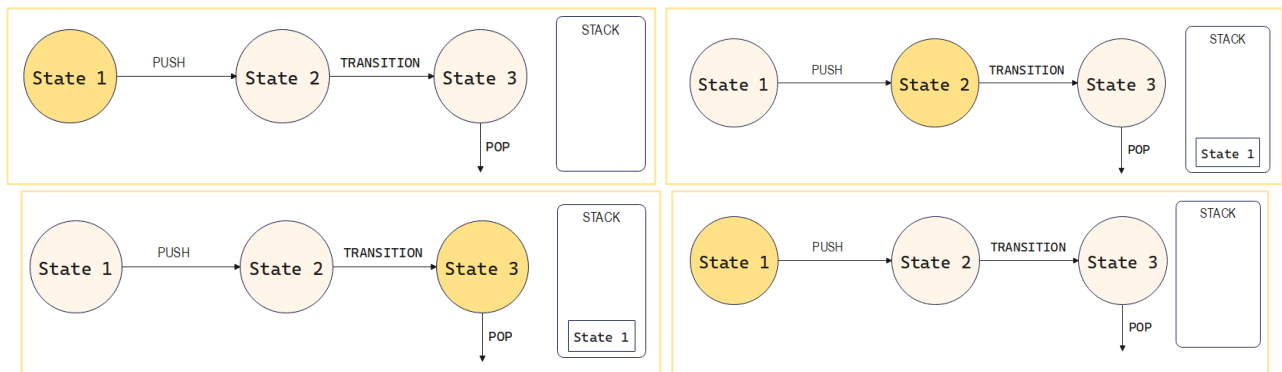 STACK
PUSH
TRANSITION
State 1
State 2
State 3
POP
STACK
PUSH
TRANSITION
State 1
State 2
State 3
POP
State 1
STACK
PUSH
TRANSITION
State 1
State 2
State 3
POP
State 1
STACK
PUSH
TRANSITION
State 1
State 2
State 3
POP